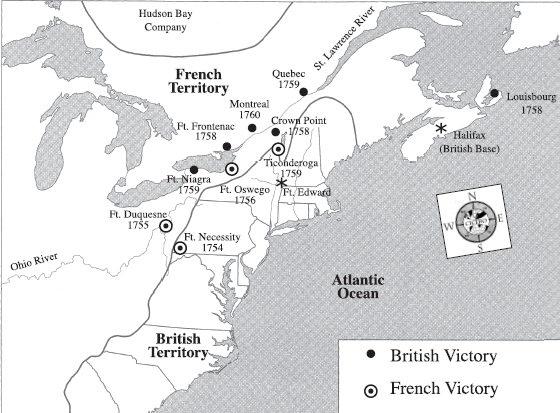 Hudson Bay
Company
St. Lawrence River
French
Territory
Quebec
1759
Louisbourg
1758
Montreal
1760
Crown Point
1758
Ft. Frontenac
1758
Halifax
(British Base)
Ticonderoga
1759
Ft. Niagra
1759
Ft. Oswego
1756
Ft. Edward
N
W
E
S
Ft. Duquesne
1755
Ft. Necessity
1754
Ohio River
Atlantic
Ocean
British
Territory
British Victory
French Victory